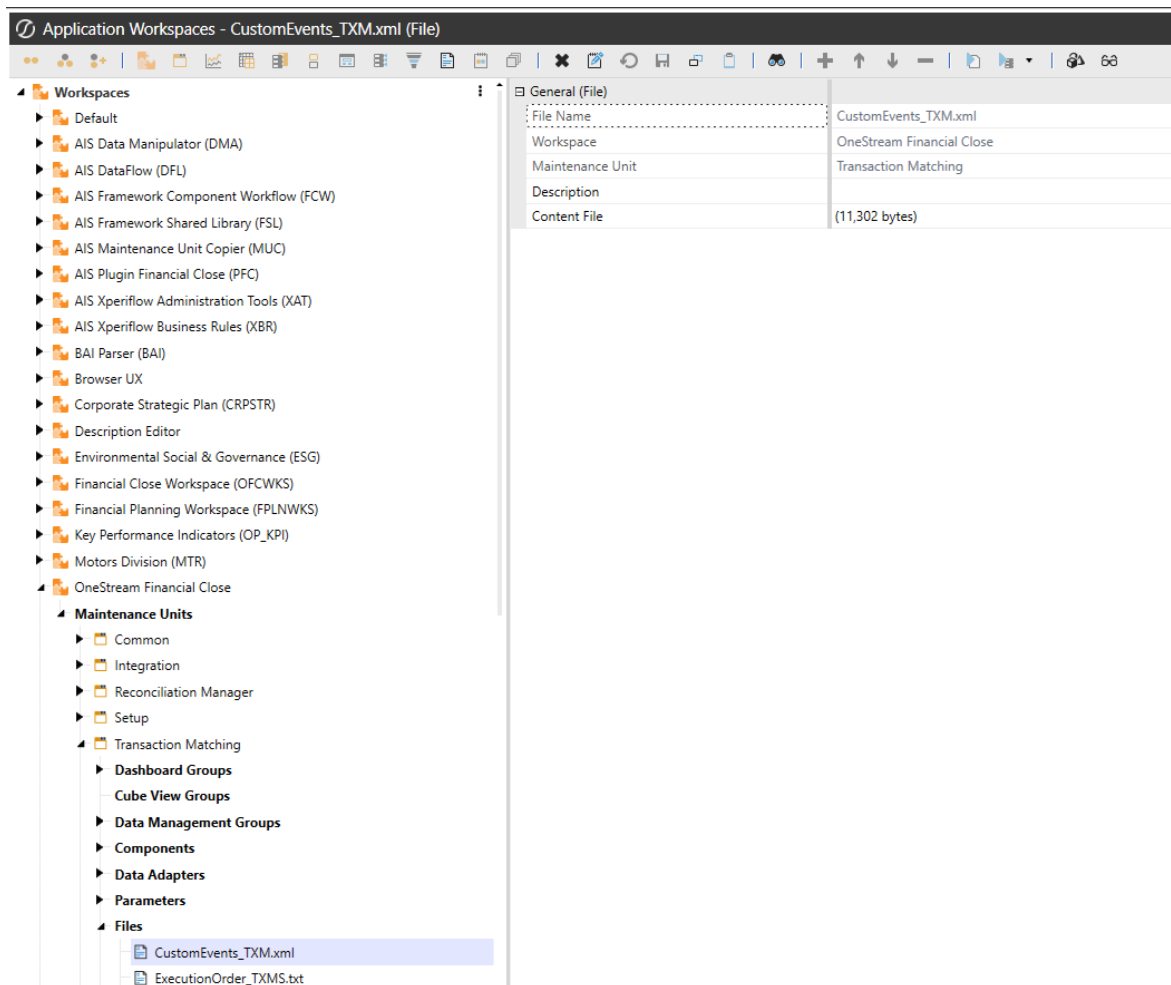 Application Workspaces - CustomEvents_TXM.xml (File)
Workspaces
Default
AIS Data Manipulator (DMA)
AIS DataFlow (DFL)
AIS Framework Component Workflow (FCW)
AIS Framework Shared Library (FSL)
AIS Maintenance Unit Copier (MUC)
AIS Plugin Financial Close (PFC)
AIS Xperiflow Administration Tools (XAT)
AIS Xperiflow Business Rules (XBR)
BAI Parser (BAI)
Browser UX
Corporate Strategic Plan (CRPSTR)
Description Editor
Environmental Social & Governance (ESG)
Financial Close Workspace (OFCWKS)
Financial Planning Workspace (FPLNWKS)
Key Performance Indicators (OP_KPI)
Motors Division (MTR)
OneStream Financial Close
Maintenance Units
Common
Integration
Reconciliation Manager
Setup
Transaction Matching
Dashboard Groups
Cube View Groups
Data Management Groups
Components
Data Adapters
Parameters
Files
CustomEvents_TXM.xml
ExecutionOrder_TXMS.txt
General (File)
File Name CustomEvents_TXM.xml
Workspace OneStream Financial Close
Maintenance Unit Transaction Matching
Description
Content File (11,302 bytes)